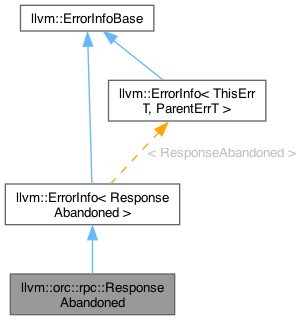 llvm::ErrorInfoBase
llvm::ErrorInfo< ThisErr
T, ParentErrT >
< ResponseAbandoned >
llvm::ErrorInfo< Response
Abandoned >
llvm::orc::rpc::Response
Abandoned